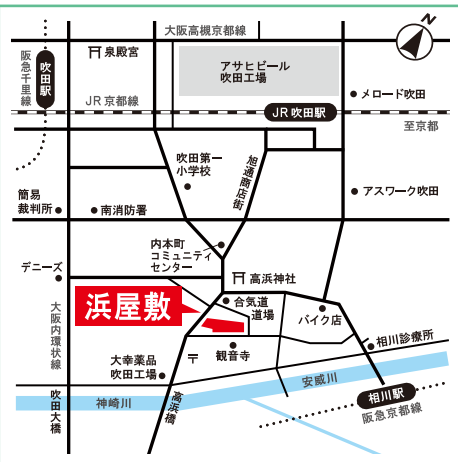 大阪高槻京都線
N
泉殿宮
アサヒビール
吹田工場
阪急千里線
吹田駅
メロード吹田
JR京都線
JR吹田駅
至京都
吹田第一
小学校
旭通商店街
簡易
裁判所
南消防署
アスワーク吹田
内本町
コミュニティ
センター
デニーズ
高浜神社
浜屋敷
合気道
道場
バイク店
大阪内環状線
観音寺
相川診療所
大幸薬品
吹田工場
〒
安威川
吹田大橋
神崎川
高浜橋
相川駅
阪急京都線